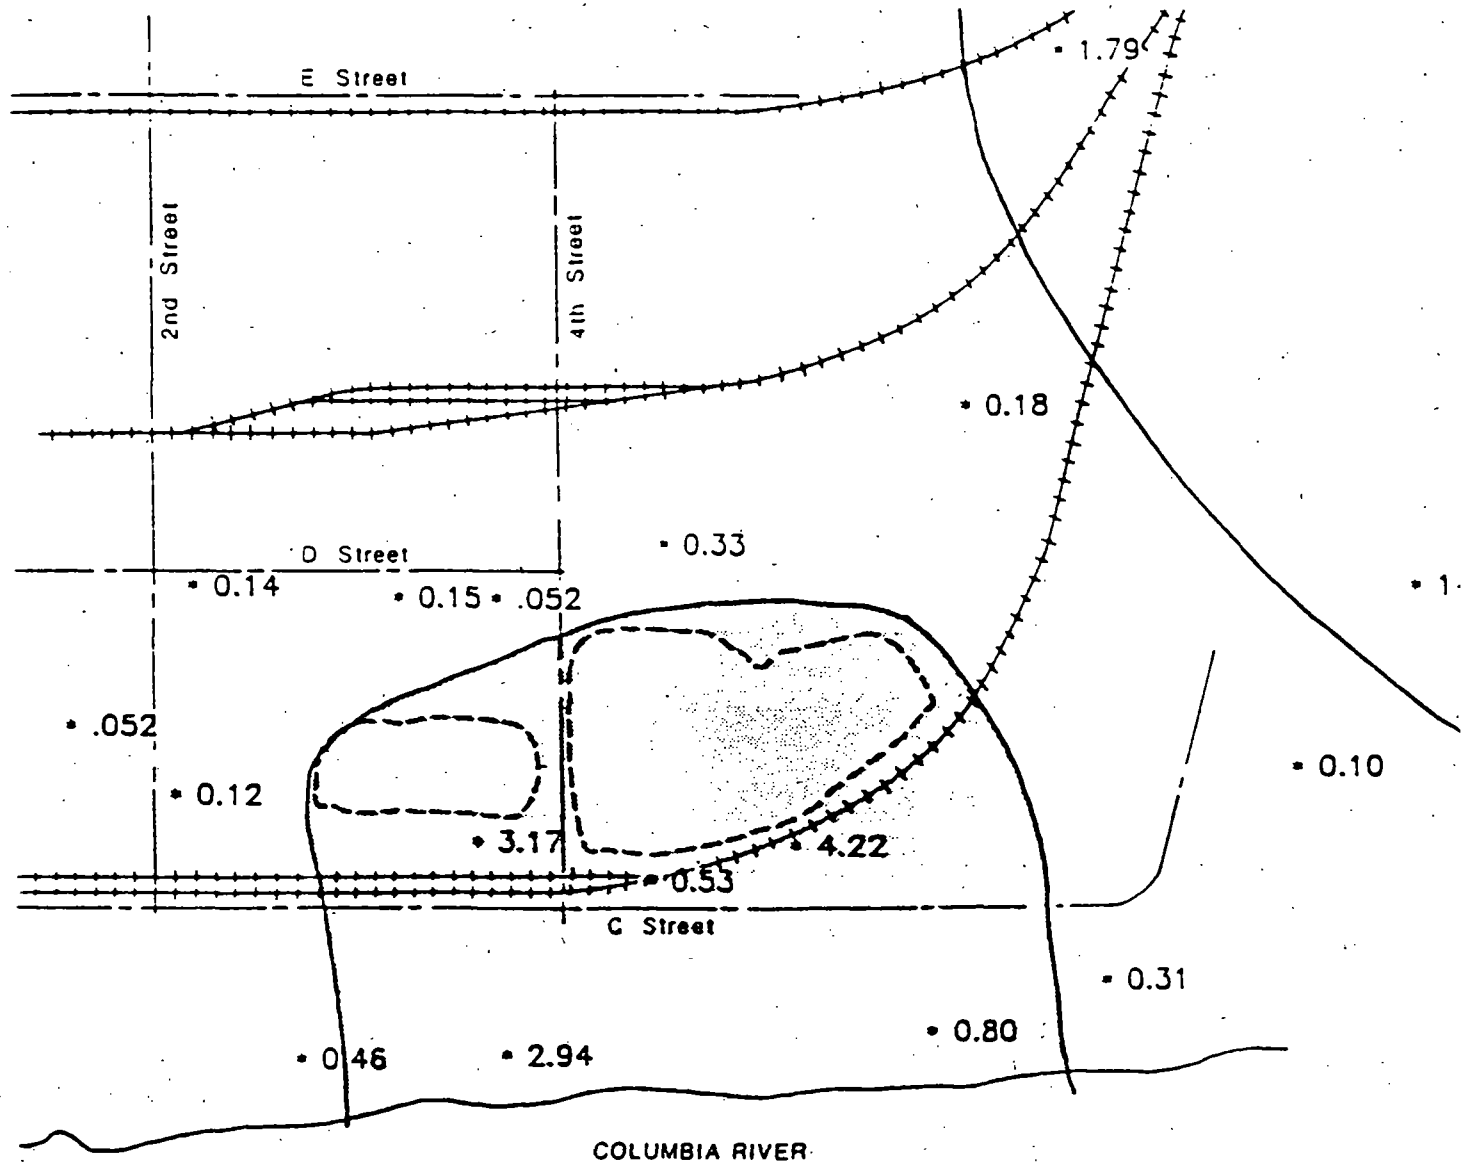 * 1.79
E Street
2nd Street
4th Street
* 0.18
* 0.33
D Street
* 0.14
* 0.15
* .052
* 1.
* .052
* 0.10
* 0.12
* 3.17
* 4.22
* 0.53
C Street
* 0.31
* 0.80
* 0.46
* 2.94
COLUMBIA RIVER